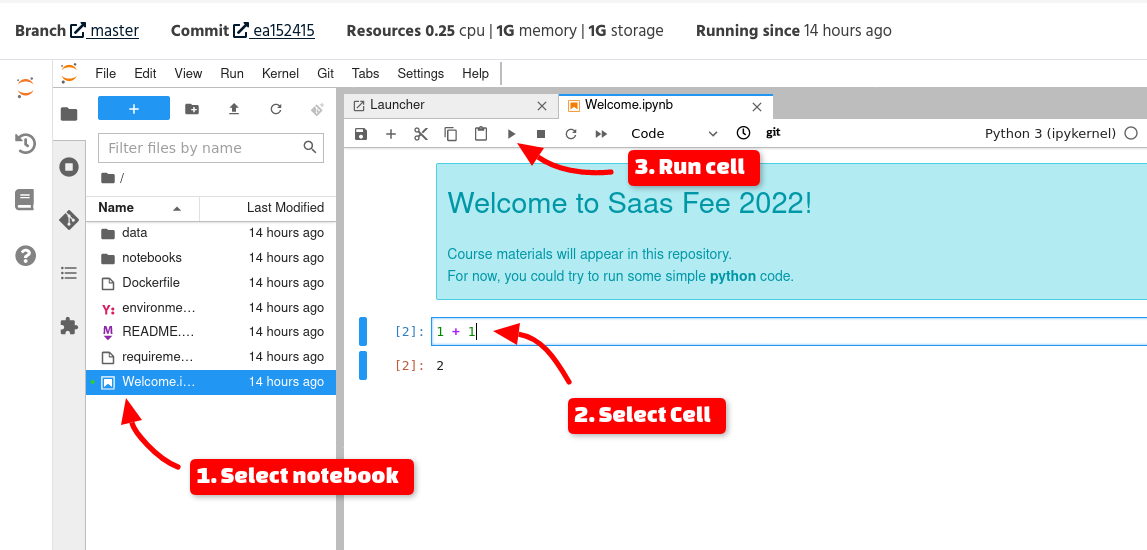 Branch master Commit ea152415 Resources 0.25 cpu | 1G memory | 1G storage Running since 14 hours ago
File Edit View Run Kernel Git Tabs Settings Help
+
Launcher
Welcome.ipynb
Code
git
Python 3 (ipykernel)
Filter files by name
/
Name Last Modified
data 14 hours ago
notebooks 14 hours ago
Dockerfile 14 hours ago
Y: environme… 14 hours ago
M README.… 14 hours ago
requireme… 14 hours ago
Welcome.i… 14 hours ago
3. Run cell
Welcome to Saas Fee 2022!
Course materials will appear in this repository.
For now, you could try to run some simple python code.
[2]: 1 + 1
[2]: 2
2. Select Cell
1. Select notebook